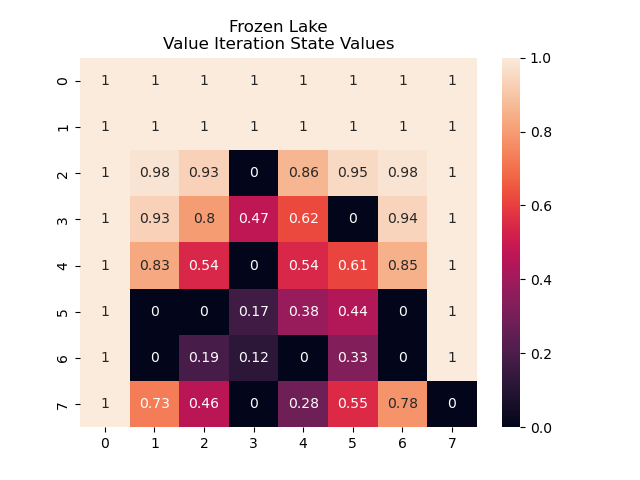 Frozen Lake
Value Iteration State Values
0 1 1 1 1 1 1 1 1
1 1 1 1 1 1 1 1 1
2 1 0.98 0.93 0 0.86 0.95 0.98 1
3 1 0.93 0.8 0.47 0.62 0 0.94 1
4 1 0.83 0.54 0 0.54 0.61 0.85 1
5 1 0 0 0.17 0.38 0.44 0 1
6 1 0 0.19 0.12 0 0.33 0 1
7 1 0.73 0.46 0 0.28 0.55 0.78 0
0 1 2 3 4 5 6 7
1.0
0.8
0.6
0.4
0.2
0.0